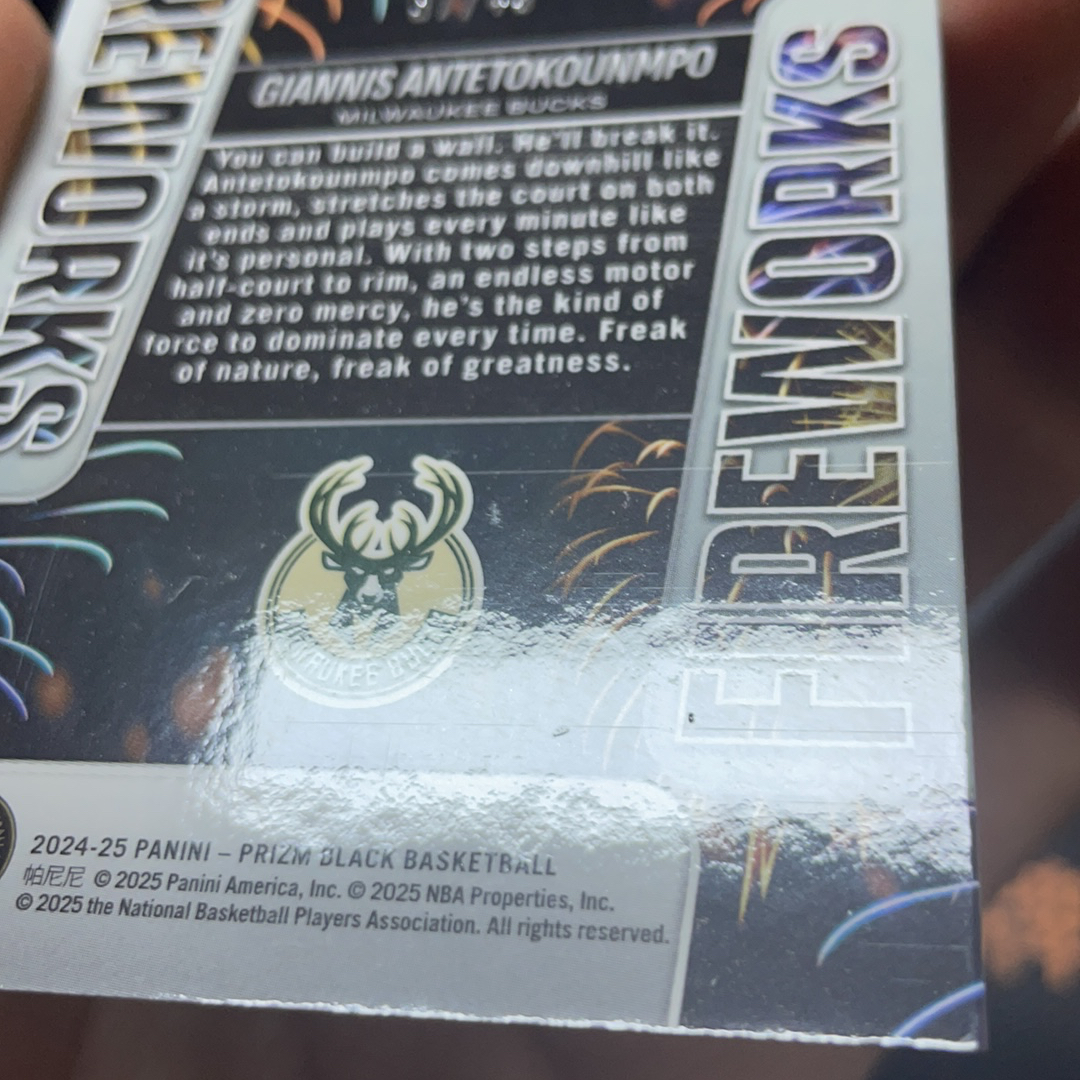 GIANNIS ANTETOKOUNMPO
MILWAUKEE BUCKS
You can build a wall. He'll break it.
Antetokounmpo comes downhill like
a storm, stretches the court on both
ends and plays every minute like
it's personal. With two steps from
half-court to rim, an endless motor
and zero mercy, he's the kind of
force to dominate every time. Freak
of nature, freak of greatness.
REWORKS
FIREWORKS
2024-25 PANINI – PRIZM BLACK BASKETBALL
帕尼尼 © 2025 Panini America, Inc. © 2025 NBA Properties, Inc.
© 2025 the National Basketball Players Association. All rights reserved.